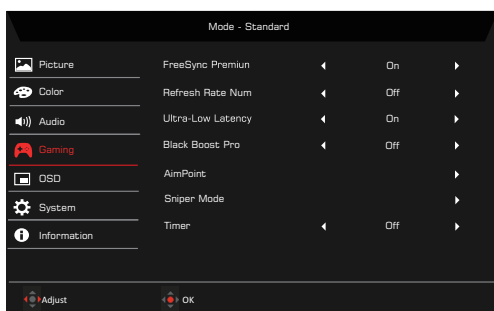 Mode - Standard
Picture
Color
Audio
Gaming
OSD
System
Information
FreeSync Premiun On
Refresh Rate Num Off
Ultra-Low Latency On
Black Boost Pro Off
AimPoint
Sniper Mode
Timer Off
Adjust OK